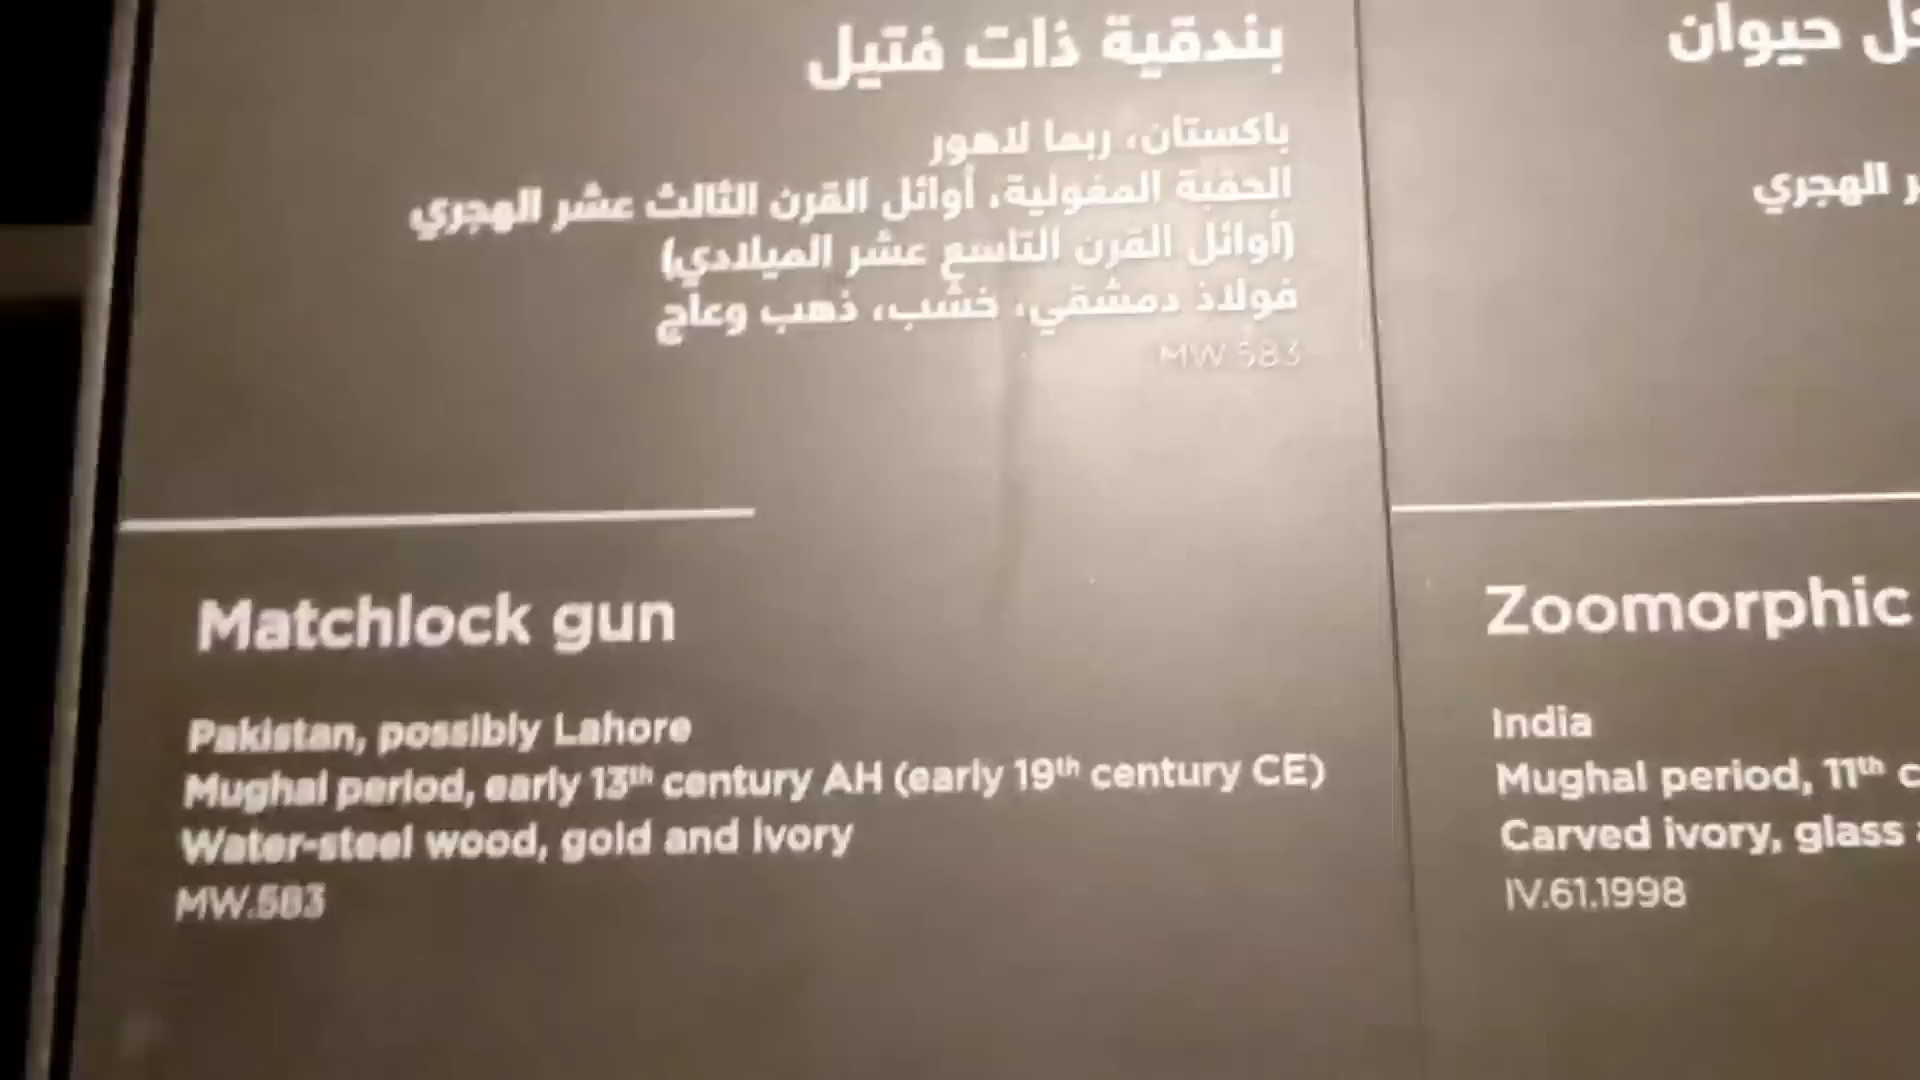 بندقية ذات فتيل
باكستان، ربما لاهور
الحقبة المغولية، أوائل القرن الثالث عشر الهجري
(أوائل القرن التاسع عشر الميلادي)
فولاذ دمشقي، خشب، ذهب وعاج
MW.583
Matchlock gun
Pakistan, possibly Lahore
Mughal period, early 13th century AH (early 19th century CE)
Water-steel wood, gold and ivory
MW.583
حيوان
الهجري
Zoomorphic
India
Mughal period, 11th
Carved ivory, glass
IV.61.1998